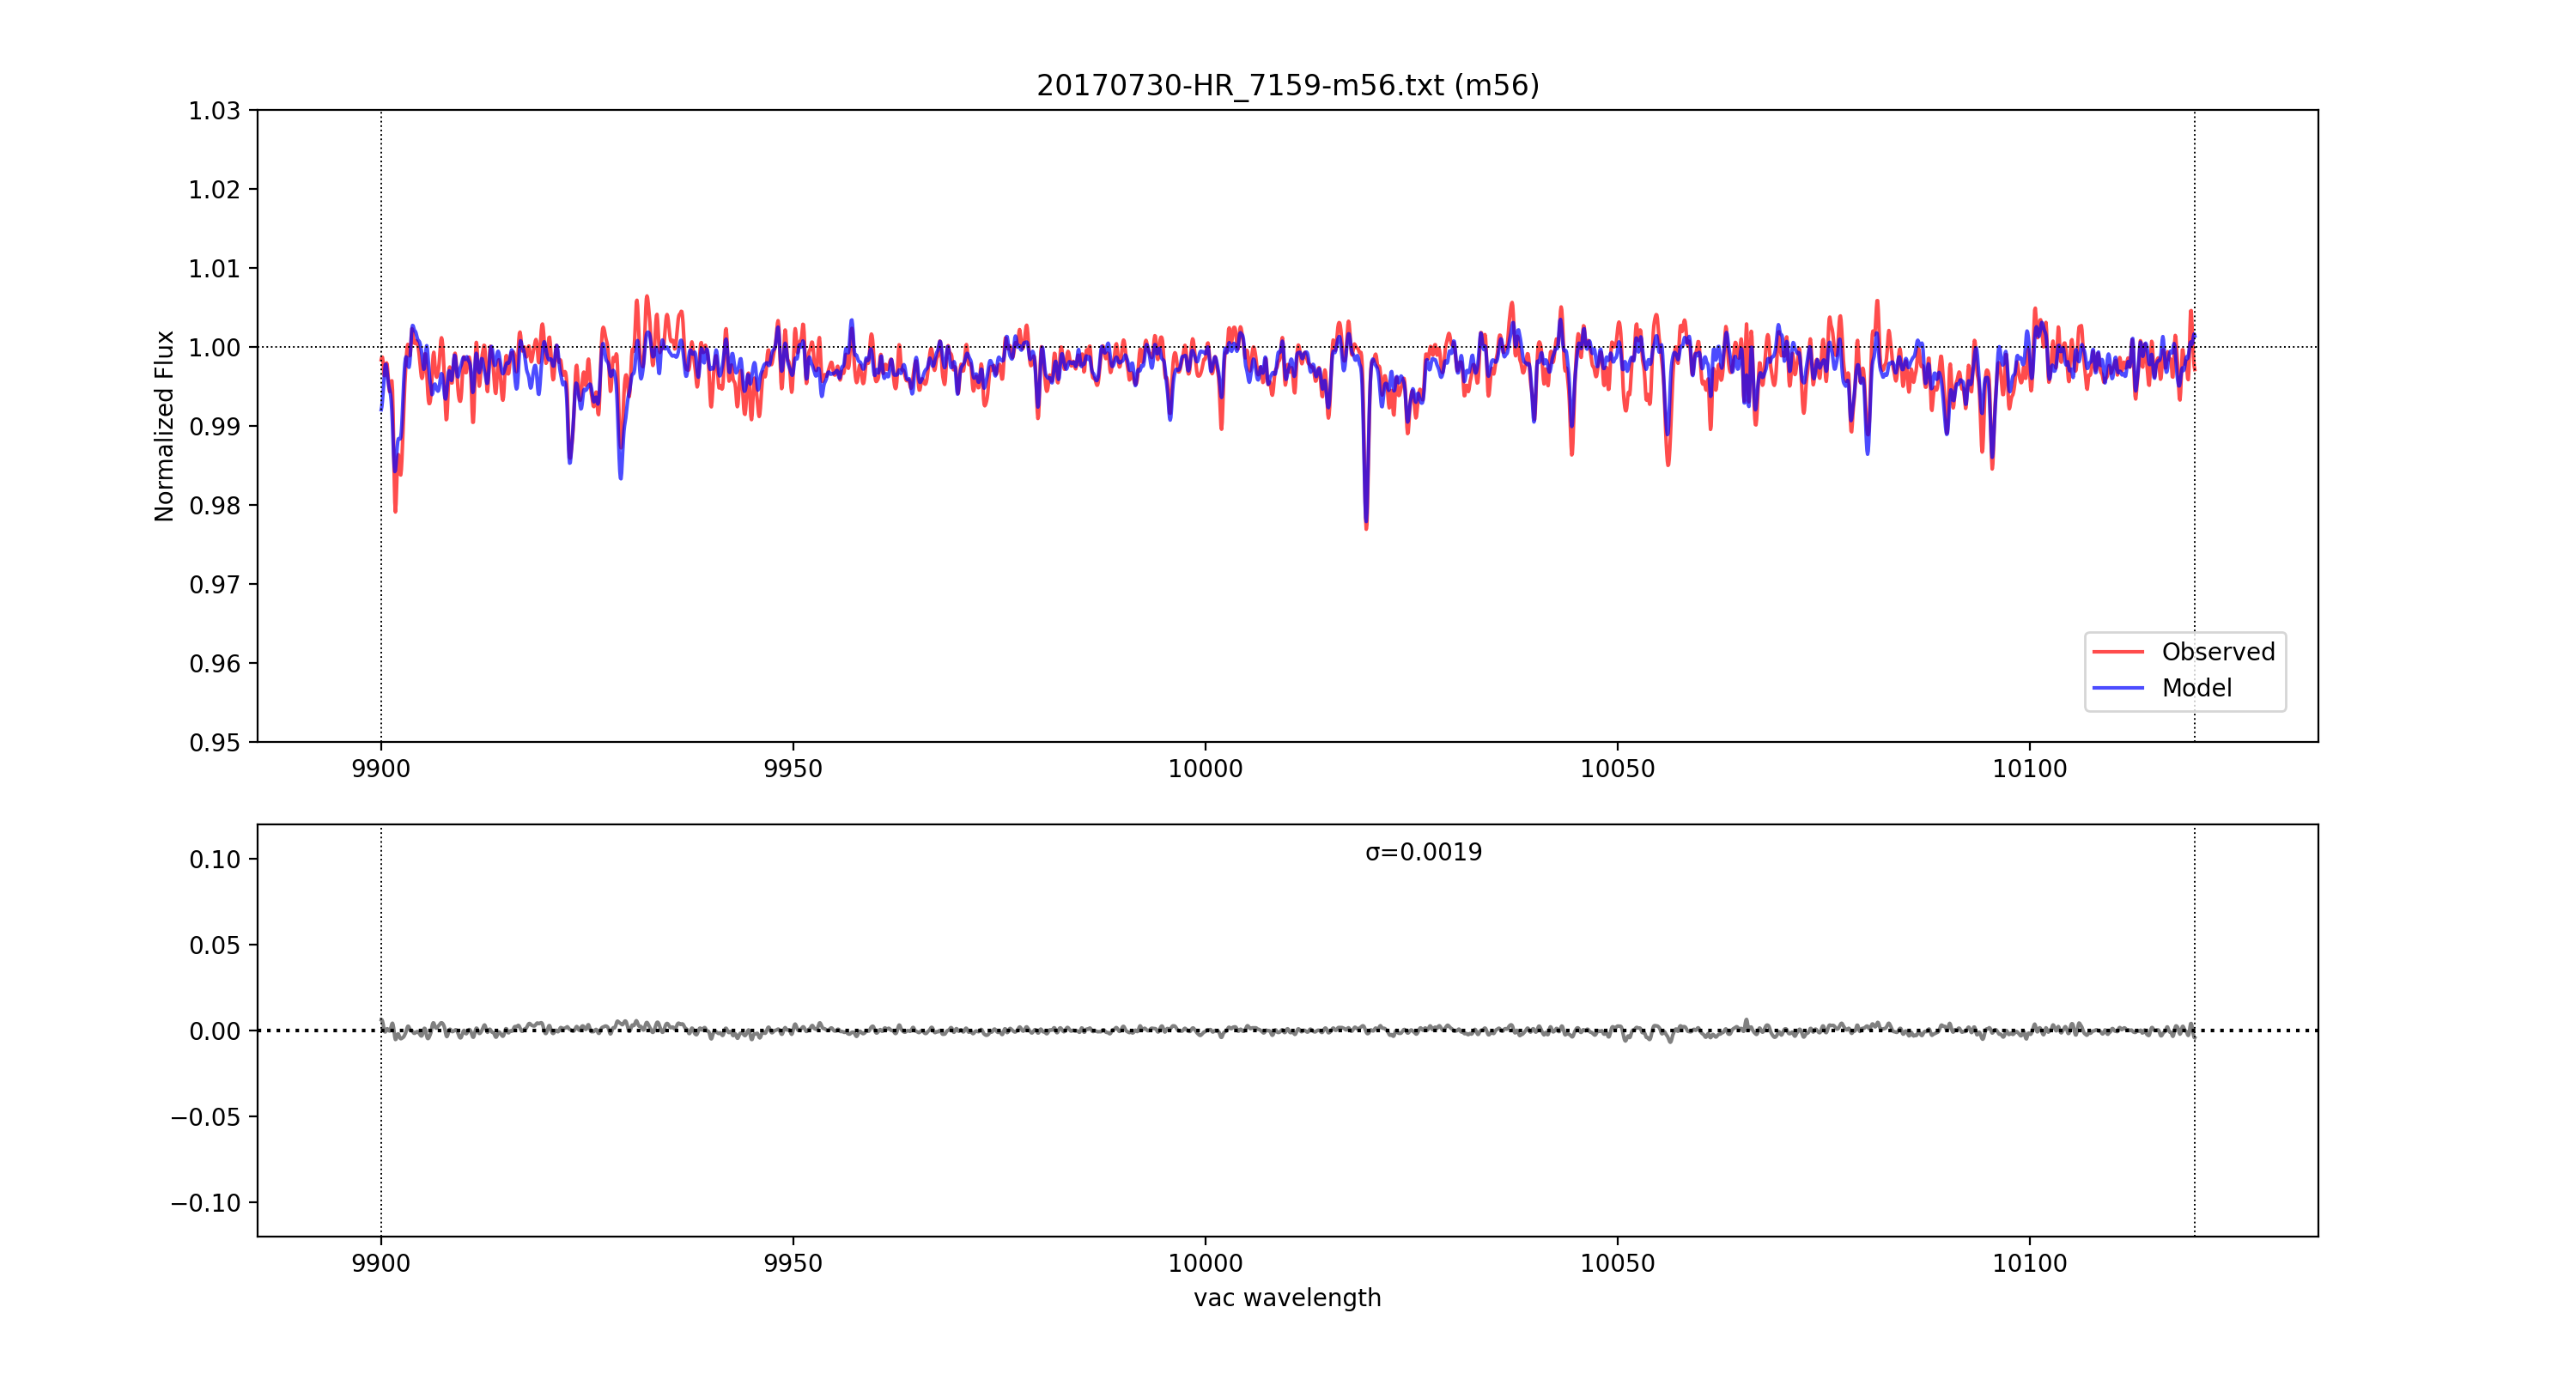 20170730-HR_7159-m56.txt (m56)
1.03
1.02
1.01
1.00
0.99
0.98
0.97
0.96
0.95
Normalized Flux
Observed
Model
9900 9950 10000 10050 10100
σ=0.0019
0.10
0.05
0.00
−0.05
−0.10
9900 9950 10000 10050 10100
vac wavelength